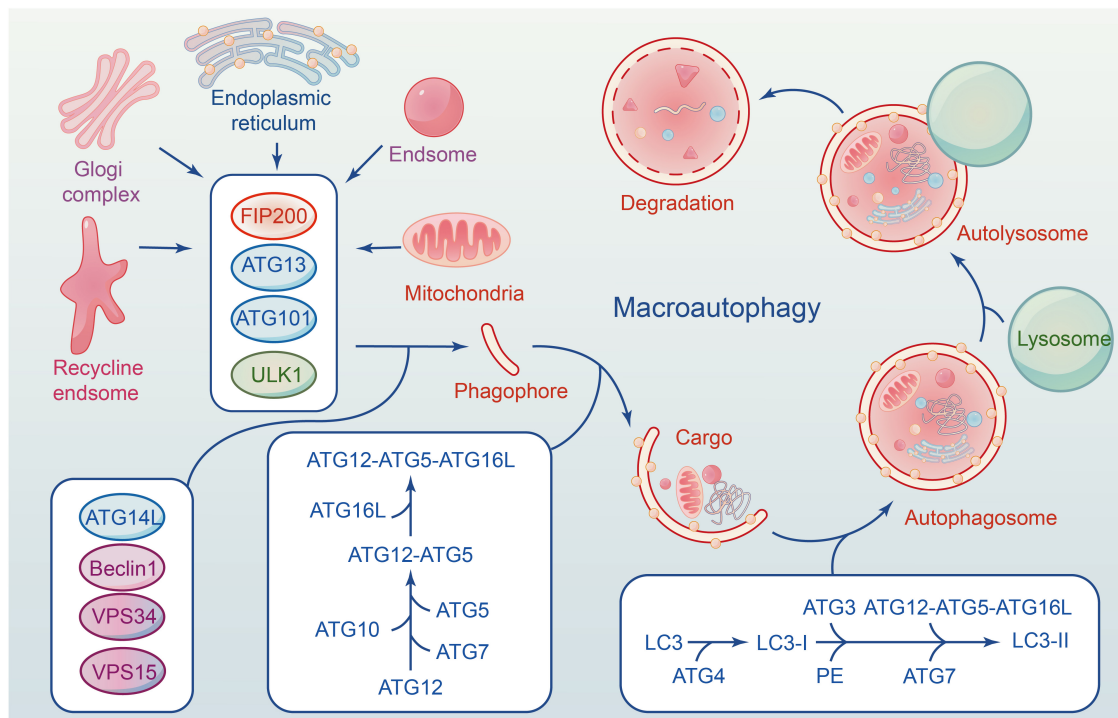 Endoplasmic
reticulum
Glogi
complex
Endsome
FIP200
ATG13
ATG101
ULK1
Recycline
endsome
Mitochondria
Phagophore
Macroautophagy
Degradation
Autolysosome
Lysosome
Cargo
Autophagosome
ATG14L
Beclin1
VPS34
VPS15
ATG12-ATG5-ATG16L
ATG16L
ATG12-ATG5
ATG5
ATG10
ATG7
ATG12
ATG3 ATG12-ATG5-ATG16L
LC3 LC3-I LC3-II
ATG4 PE ATG7